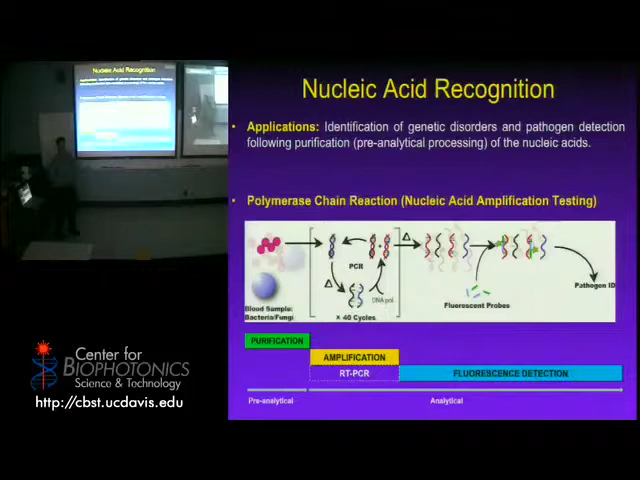 Nucleic Acid Recognition
• Applications: Identification of genetic disorders and pathogen detection
following purification (pre-analytical processing) of the nucleic acids.
• Polymerase Chain Reaction (Nucleic Acid Amplification Testing)
Δ
PCR
Δ
DNA pol.
× 40 Cycles
Blood Sample:
Bacteria/Fungi
Fluorescent Probes
Pathogen ID
PURIFICATION
AMPLIFICATION
RT-PCR
FLUORESCENCE DETECTION
Pre-analytical
Analytical
Nucleic Acid Recognition
Center for
BIOPHOTONICS
Science & Technology
http://cbst.ucdavis.edu